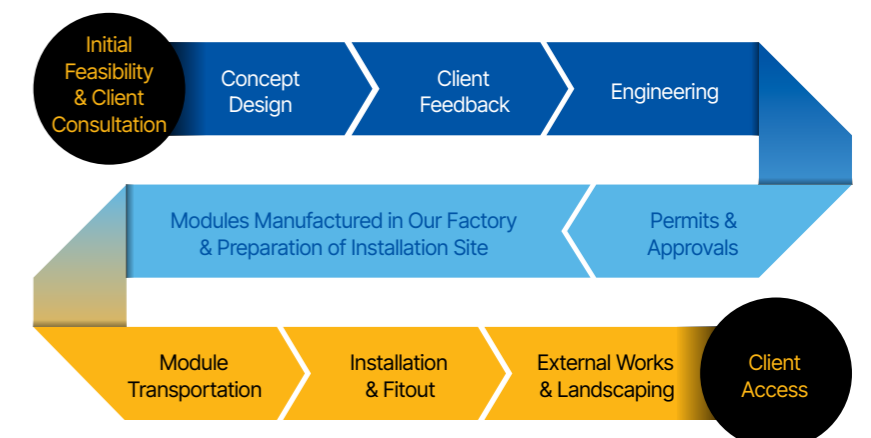 Initial
Feasibility
& Client
Consultation
Concept
Design
Client
Feedback
Engineering
Permits &
Approvals
Modules Manufactured in Our Factory
& Preparation of Installation Site
Module
Transportation
Installation
& Fitout
External Works
& Landscaping
Client
Access